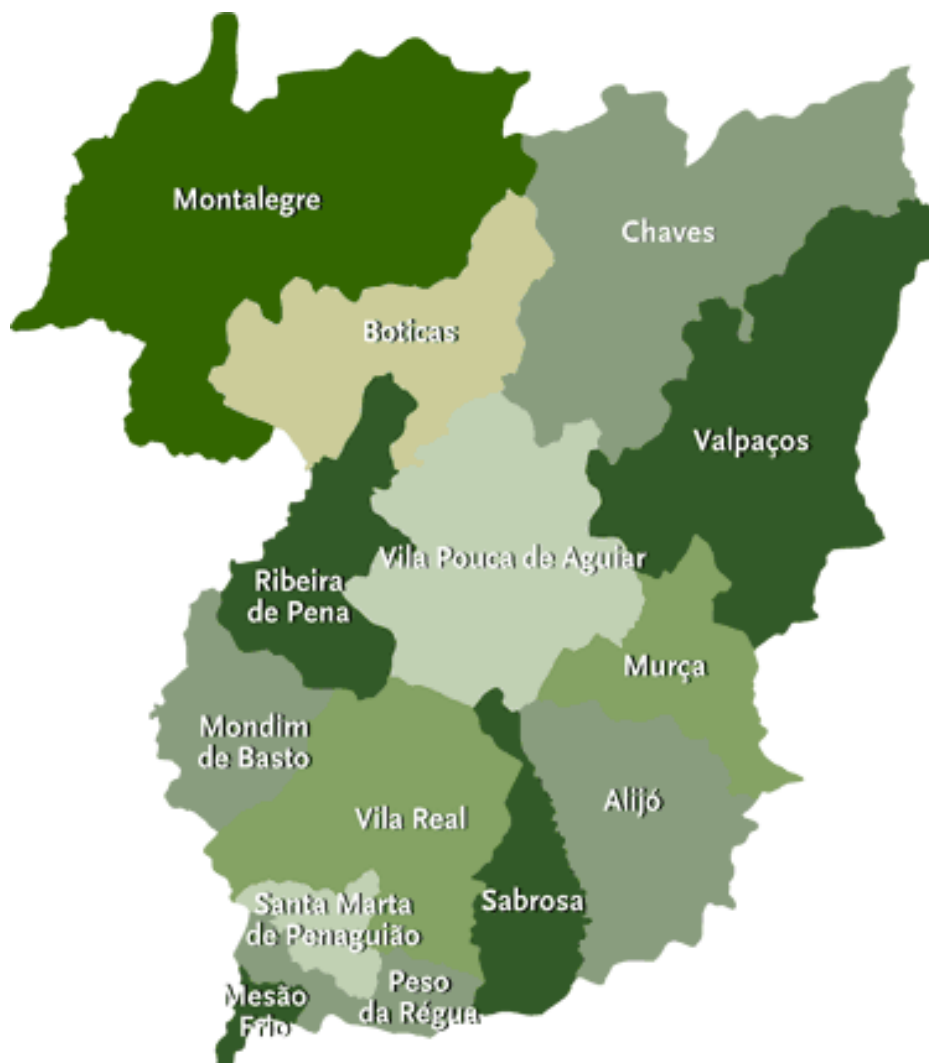 Montalegre
Chaves
Boticas
Valpaços
Vila Pouca de Aguiar
Ribeira
de Pena
Murça
Mondim
de Basto
Alijó
Vila Real
Sabrosa
Santa Marta
de Penaguião
Peso
da Régua
Mesão
Frio